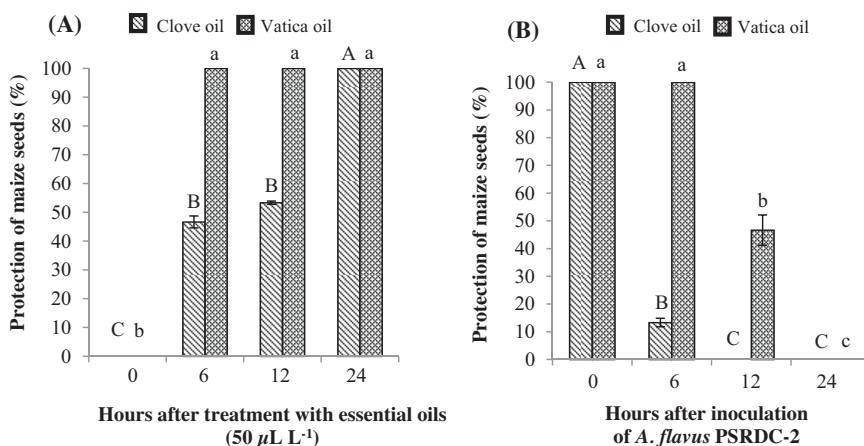 (A)
Clove oil Vatica oil
Protection of maize seeds (%)
100
90
80
70
60
50
40
30
20
10
0
C b
B a
B a
A a
0 6 12 24
Hours after treatment with essential oils
(50 µL L-1)
(B)
Clove oil Vatica oil
Protection of maize seeds (%)
100
90
80
70
60
50
40
30
20
10
0
A a
B a
C b
C c
0 6 12 24
Hours after inoculation
of A. flavus PSRDC-2